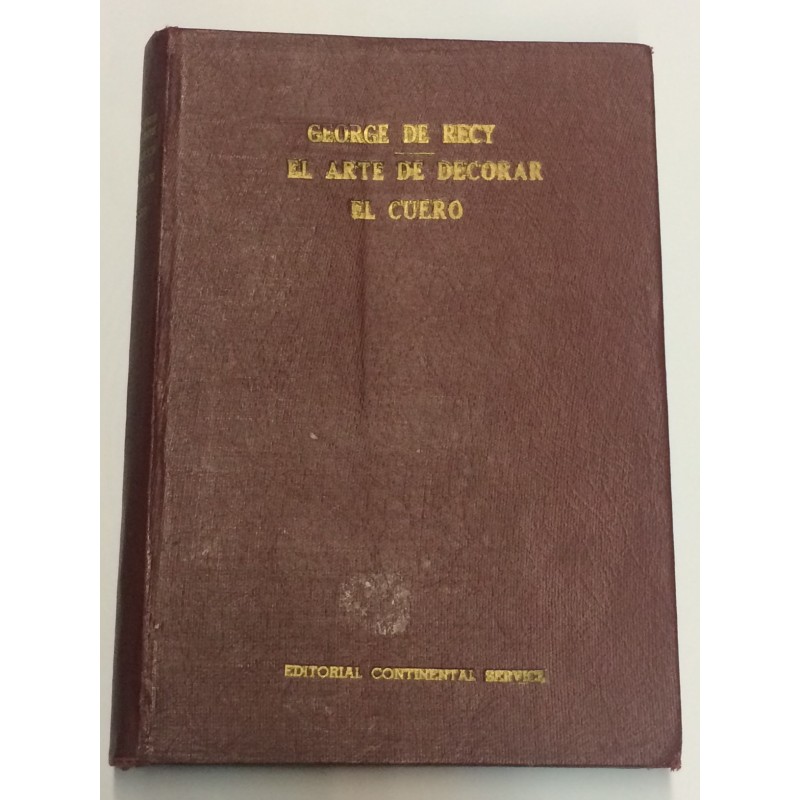 GEORGE DE RECY
EL ARTE DE DECORAR
EL CUERO
EDITORIAL CONTINENTAL SERVICE